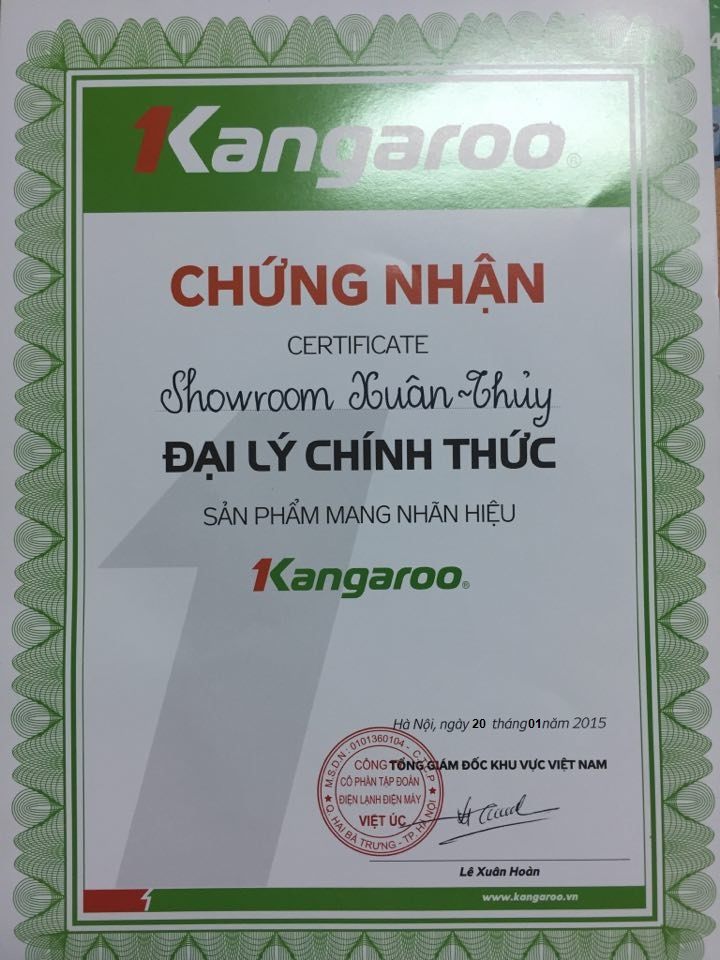 1Kangaroo®
CHỨNG NHẬN
CERTIFICATE
Showroom Xuân~Thủy
ĐẠI LÝ CHÍNH THỨC
SẢN PHẨM MANG NHÃN HIỆU
1Kangaroo®
Hà Nội, ngày 20 tháng 01 năm 2015
TỔNG GIÁM ĐỐC KHU VỰC VIỆT NAM
M.S.D.N: 0101360104 - C.T.C.P
CÔNG TY
CỔ PHẦN TẬP ĐOÀN
ĐIỆN LẠNH ĐIỆN MÁY
VIỆT ÚC
Q. HAI BÀ TRƯNG - TP. HÀ NỘI
Lê Xuân Hoàn
www.kangaroo.vn